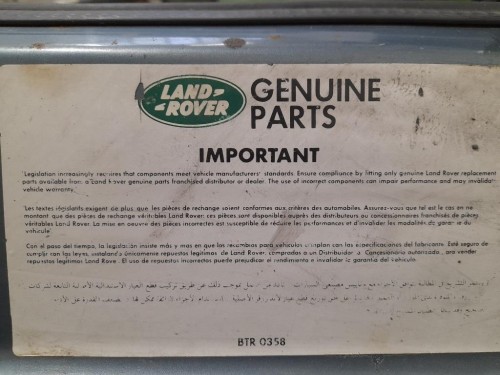 LAND-
ROVER
GENUINE
PARTS
IMPORTANT
Legislation increasingly requires that components meet vehicle manufacturers' standards. Ensure compliance by fitting only genuine Land Rover replacement
parts available from a Land Rover genuine parts franchised distributor or dealer. The use of incorrect components can impair performance and may invalidate
vehicle warranty.
Les textes législants exigent de plus que les pièces de rechange soient conformes aux critères des automobiles. Assurez-vous que tel est le cas en ne
montant que des pièces de rechange véritables Land Rover: ces pièces sont disponibles auprès des distributeurs ou concessionnaires franchisés de pièces
véritables Land Rover. La mise en oeuvre des pièces incorrectes est susceptible de réduire les performances et d'invalider les modalités de garantie du
véhicule.
Con el paso del tiempo, la legislación insiste más y mas en que los recambios para vehículos cumplan con las especificaciones del fabricante. Esté seguro de
cumplir con las leyes, instalando únicamente repuestos legítimos de Land Rover, comprados a un Distribuidor o Concesionario autorizado, para vender
repuestos legítimos Land Rover. El uso de repuestos incorrectos puede perjudicar el rendimiento e invalidar la garantía del vehículo.
BTR 0358